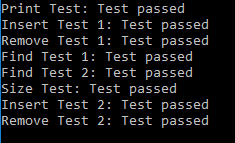 Print Test: Test passed
Insert Test 1: Test passed
Remove Test 1: Test passed
Find Test 1: Test passed
Find Test 2: Test passed
Size Test: Test passed
Insert Test 2: Test passed
Remove Test 2: Test passed